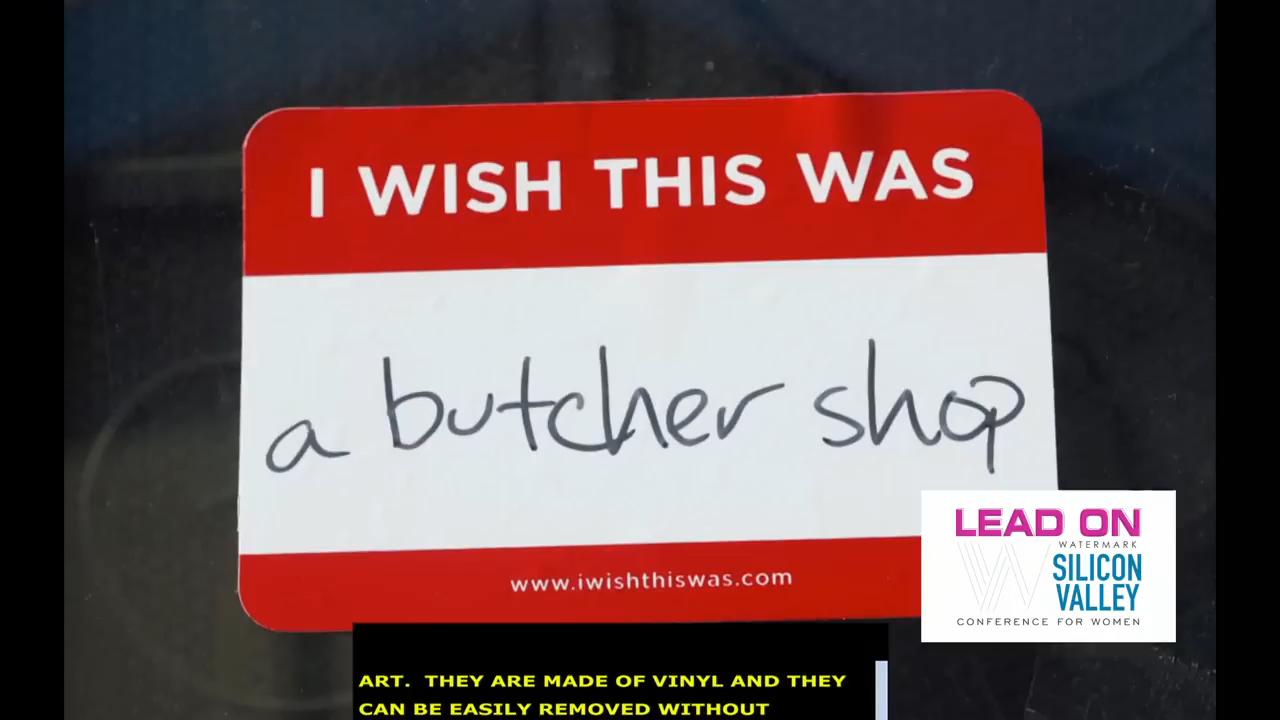 I WISH THIS WAS
a butcher shop
www.iwishthiswas.com
LEAD ON
WATERMARK
SILICON
VALLEY
CONFERENCE FOR WOMEN
ART. THEY ARE MADE OF VINYL AND THEY
CAN BE EASILY REMOVED WITHOUT